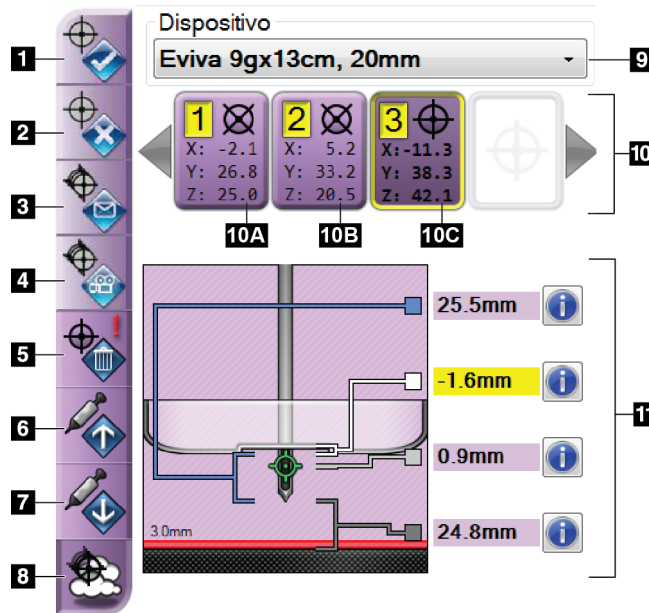 Dispositivo
1
Eviva 9gx13cm, 20mm
9
2
1
2
3
X: -2.1
X: 5.2
X:-11.3
Y: 26.8
Y: 33.2
Y: 38.3
Z: 25.0
Z: 20.5
Z: 42.1
10
3
10A
10B
10C
4
25.5mm
5
!
-1.6mm
11
6
0.9mm
7
3.0mm
24.8mm
8